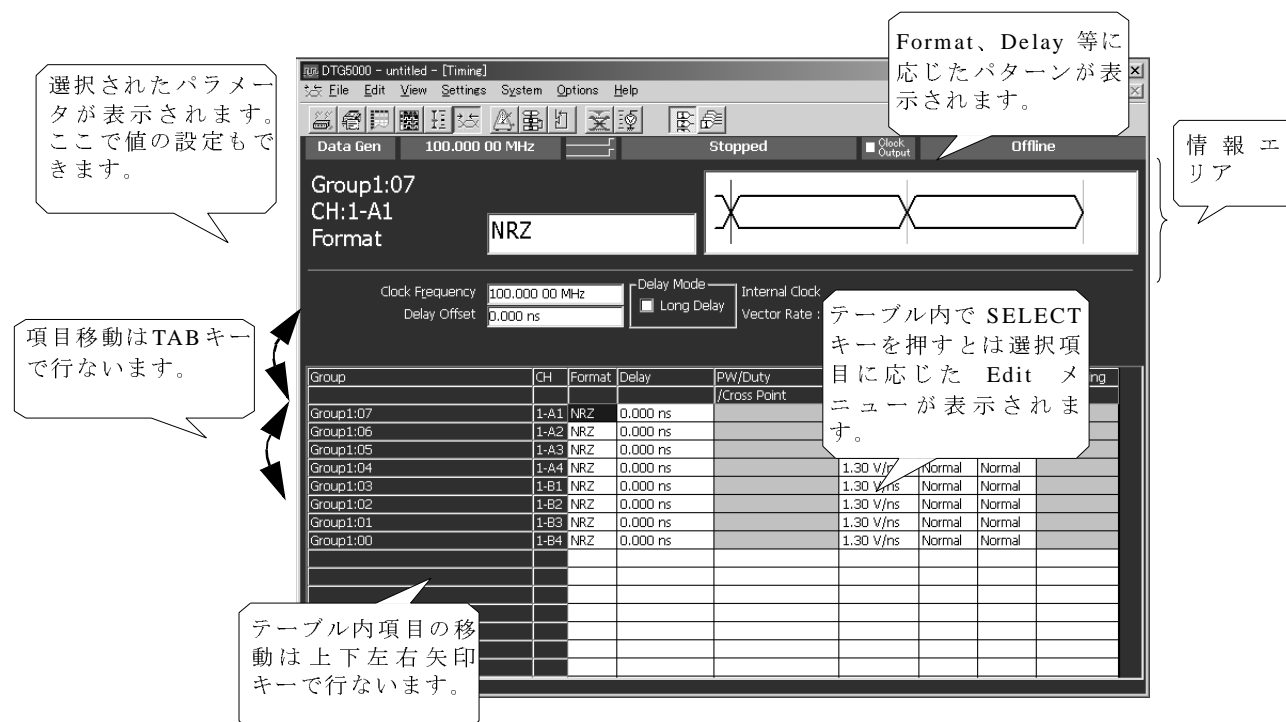 Format、Delay 等に
応じたパターンが表
示されます。
選択されたパラメー
タが表示されます。
ここで値の設定もで
きます。
情報エ
リア
DTG5000 - untitled - [Timing]
File Edit View Settings System Options Help
Data Gen 100.000 00 MHz Stopped Clock Output Offline
Group1:07
CH:1-A1
Format NRZ
Clock Frequency 100.000 00 MHz Delay Mode Internal Clock
Delay Offset 0.000 ns Long Delay Vector Rate :
項目移動はTABキー
で行ないます。
テーブル内で SELECT
キーを押すとは選択項
目に応じた Edit メ
ニューが表示されま
す。
Group CH Format Delay PW/Duty
/Cross Point
Group1:07 1-A1 NRZ 0.000 ns
Group1:06 1-A2 NRZ 0.000 ns
Group1:05 1-A3 NRZ 0.000 ns
Group1:04 1-A4 NRZ 0.000 ns 1.30 V/ns Normal Normal
Group1:03 1-B1 NRZ 0.000 ns 1.30 V/ns Normal Normal
Group1:02 1-B2 NRZ 0.000 ns 1.30 V/ns Normal Normal
Group1:01 1-B3 NRZ 0.000 ns 1.30 V/ns Normal Normal
Group1:00 1-B4 NRZ 0.000 ns 1.30 V/ns Normal Normal
テーブル内項目の移
動は上下左右矢印
キーで行ないます。